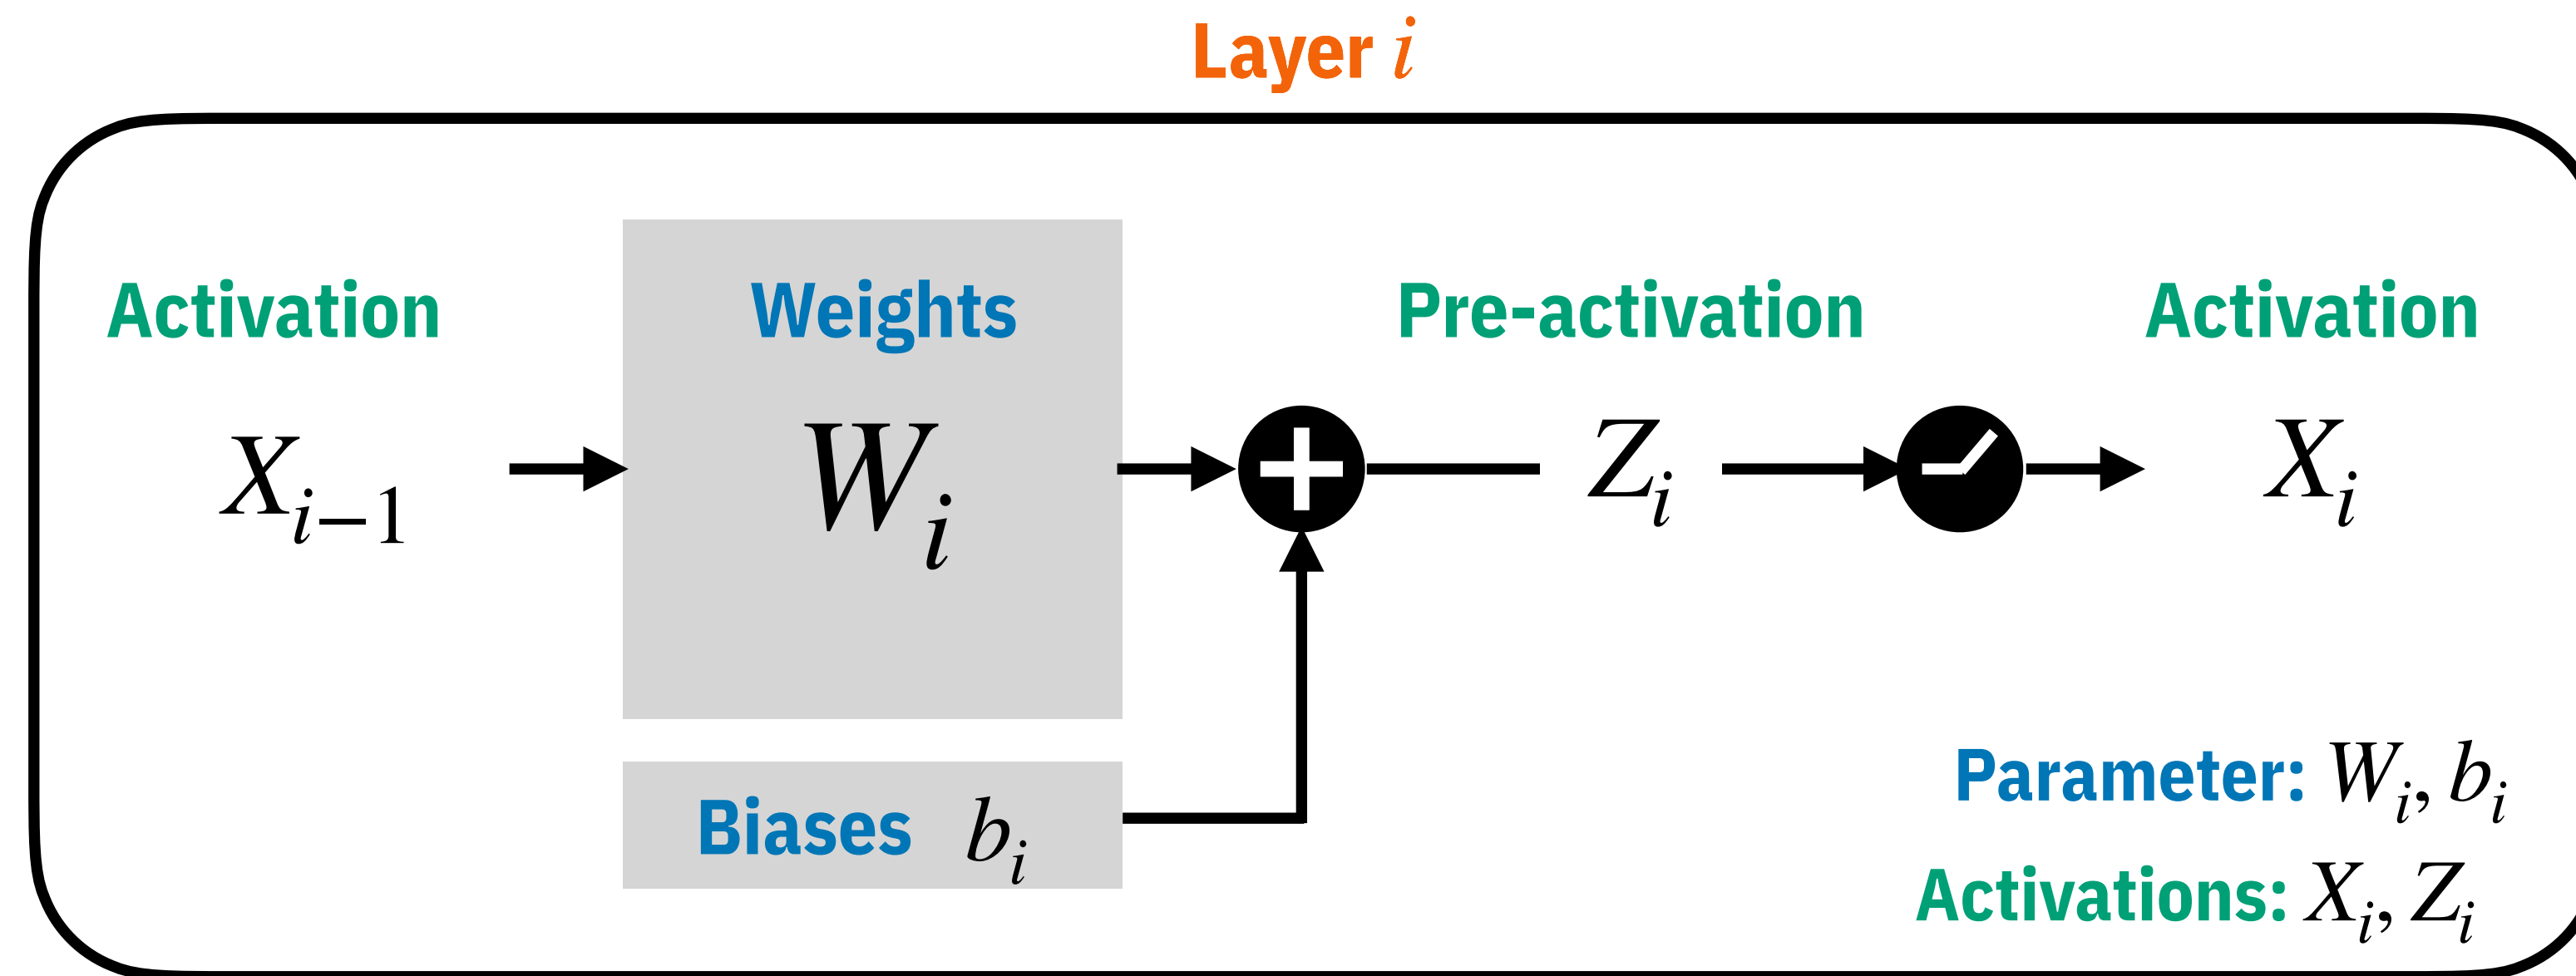 Layer i
Activation Weights Pre-activation Activation
X_{i−1} W_i + Z_i X_i
Biases b_i
Parameter: W_i, b_i
Activations: X_i, Z_i